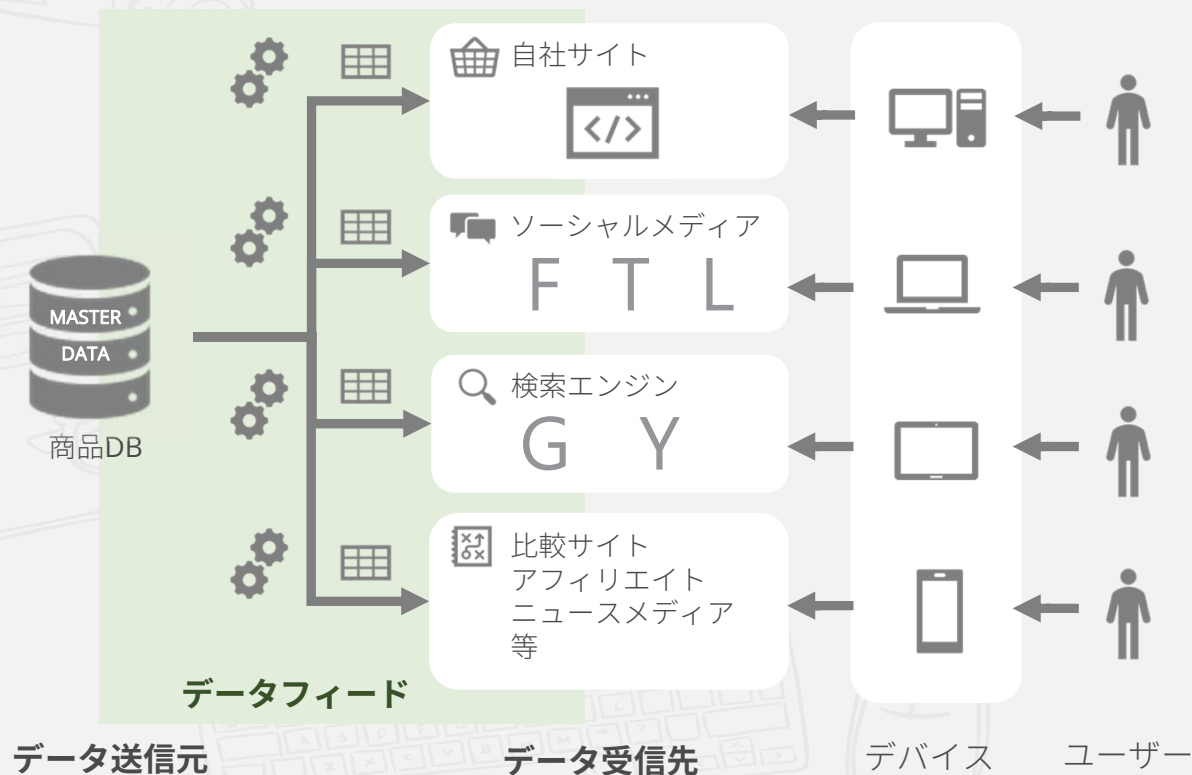 自社サイト
</>
ソーシャルメディア
F T L
MASTER
DATA
商品DB
検索エンジン
G Y
比較サイト
アフィリエイト
ニュースメディア
等
データフィード
データ送信元
データ受信先
デバイス
ユーザー